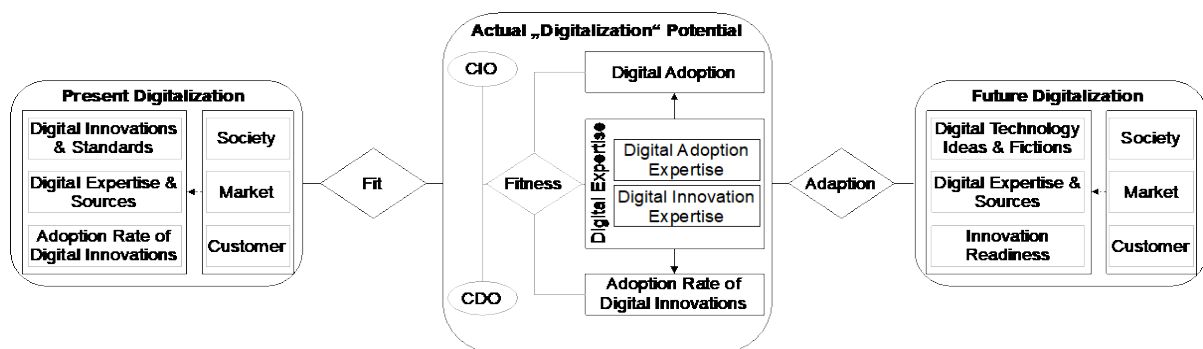 Present Digitalization
Digital Innovations
& Standards
Digital Expertise &
Sources
Adoption Rate of
Digital Innovations
Society
Market
Customer
Fit
Actual „Digitalization“ Potential
CIO
CDO
Fitness
Digital Adoption
Digital Expertise
Digital Adoption
Expertise
Digital Innovation
Expertise
Adoption Rate of
Digital Innovations
Adaption
Future Digitalization
Digital Technology
Ideas & Fictions
Digital Expertise &
Sources
Innovation
Readiness
Society
Market
Customer